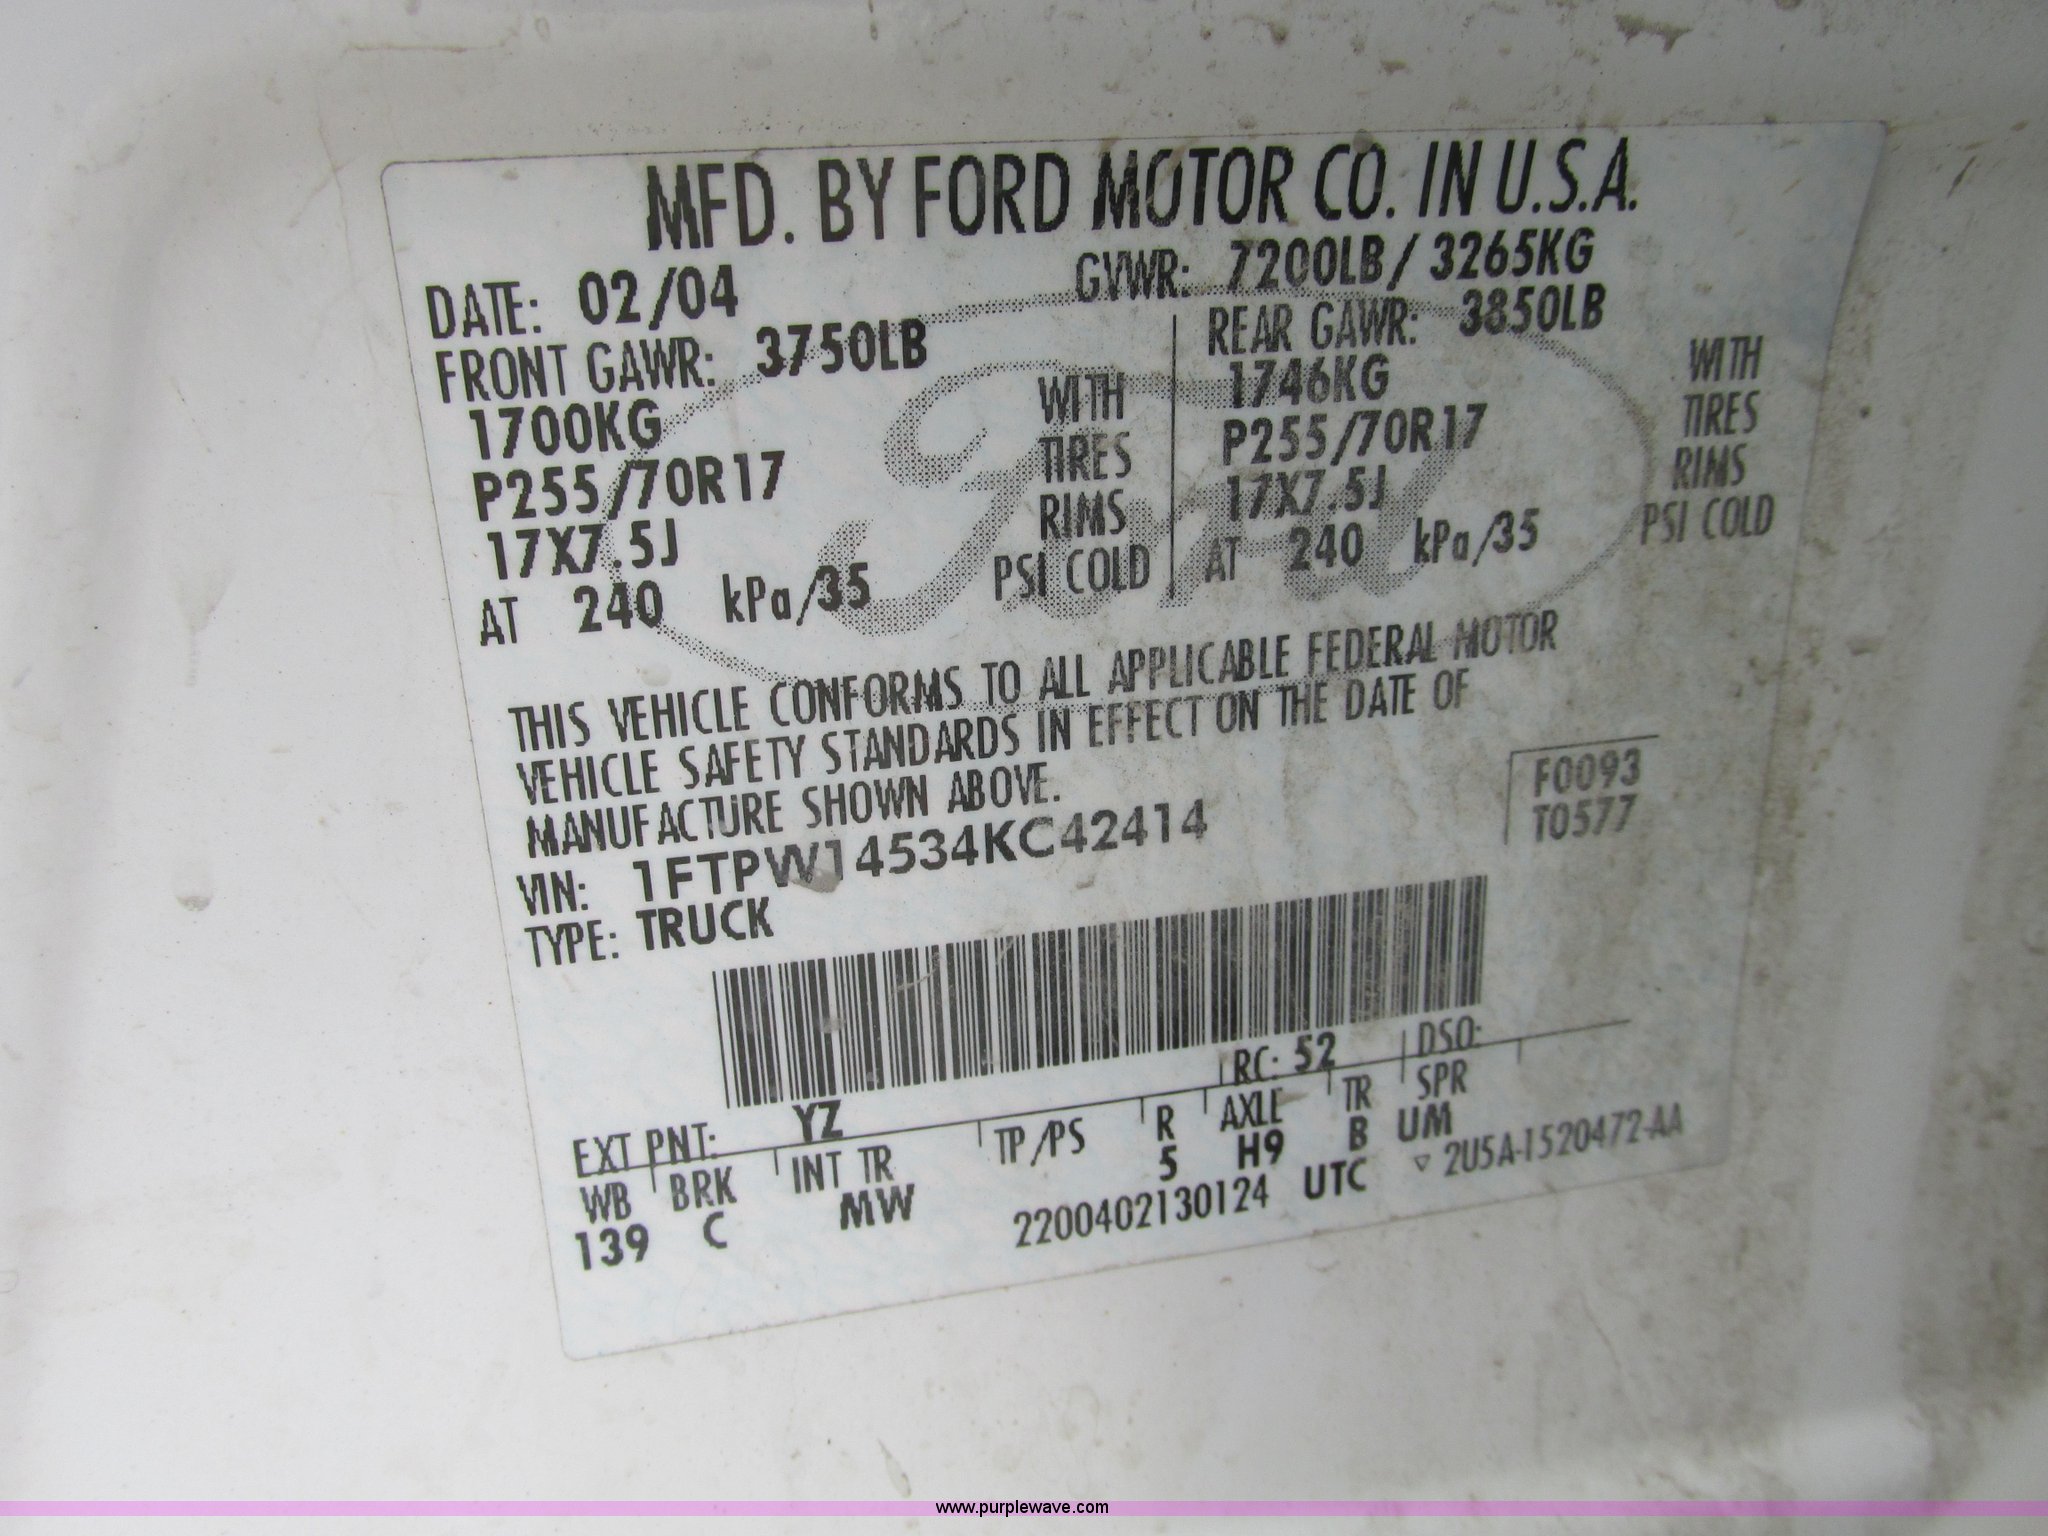 MFD. BY FORD MOTOR CO. IN U.S.A.
DATE: 02/04 GVWR: 7200LB / 3265KG
FRONT GAWR: 3750LB REAR GAWR: 3850LB
1700KG WITH 1746KG WITH
P255/70R17 TIRES P255/70R17 TIRES
17X7.5J RIMS 17X7.5J RIMS
AT 240 kPa/35 PSI COLD AT 240 kPa/35 PSI COLD
Ford
THIS VEHICLE CONFORMS TO ALL APPLICABLE FEDERAL MOTOR
VEHICLE SAFETY STANDARDS IN EFFECT ON THE DATE OF
MANUFACTURE SHOWN ABOVE.
F0093
T0577
VIN: 1FTPW14534KC42414
TYPE: TRUCK
EXT PNT: YZ RC: 52 DSO:
WB BRK INT TR TP/PS R AXLE TR SPR
139 C MW 5 H9 B UM
2200402130124 UTC ▽ 2U5A-1520472-AA
www.purplewave.com